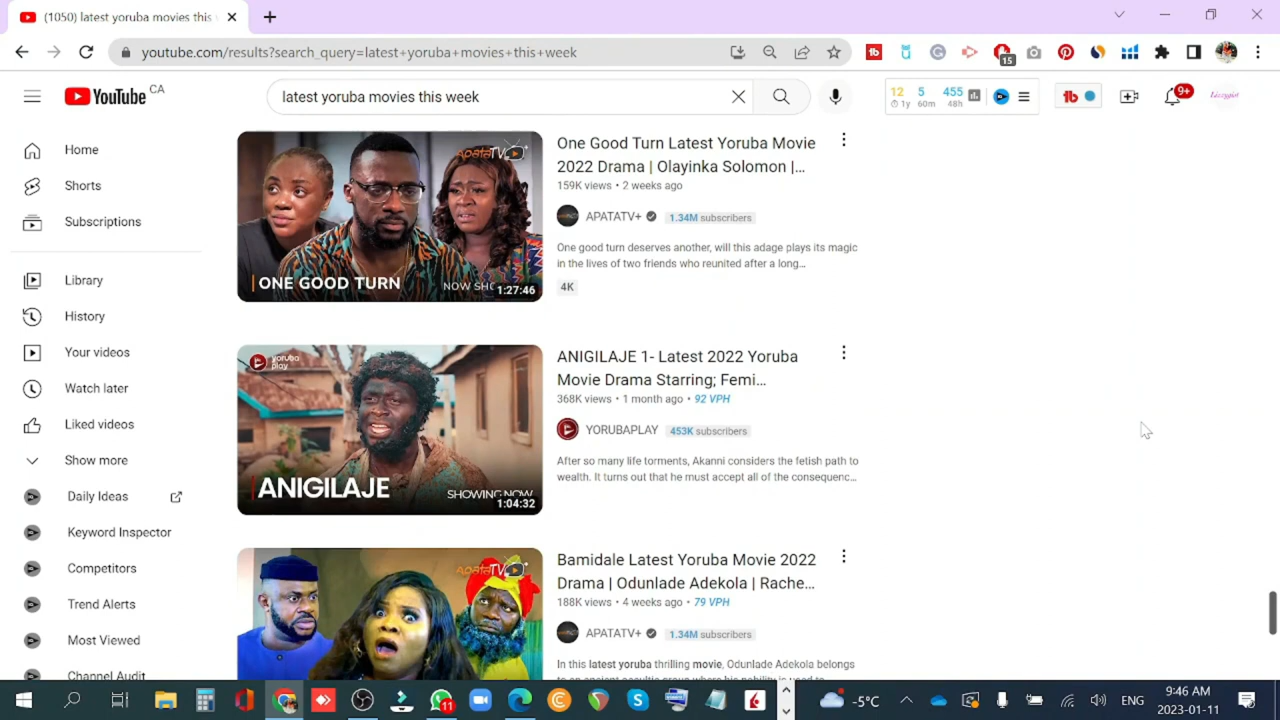 (1050) latest yoruba movies this
youtube.com/results?search_query=latest+yoruba+movies+this+week
15
YouTube CA
latest yoruba movies this week
12 5 455
1y 60m 48h
9+
Home
Shorts
Subscriptions
Library
History
Your videos
Watch later
Liked videos
Show more
Daily Ideas
Keyword Inspector
Competitors
Trend Alerts
Most Viewed
Channel Audit
APATATV+
ONE GOOD TURN
NOW SHO
1:27:46
One Good Turn Latest Yoruba Movie
2022 Drama | Olayinka Solomon |...
159K views • 2 weeks ago
APATATV+ 1.34M subscribers
One good turn deserves another, will this adage plays its magic
in the lives of two friends who reunited after a long...
4K
yoruba
play
ANIGILAJE
SHOWING NOW
1:04:32
ANIGILAJE 1- Latest 2022 Yoruba
Movie Drama Starring; Femi...
368K views • 1 month ago • 92 VPH
YORUBAPLAY 453K subscribers
After so many life torments, Akanni considers the fetish path to
wealth. It turns out that he must accept all of the consequenc...
APATATV+
Bamidale Latest Yoruba Movie 2022
Drama | Odunlade Adekola | Rache...
188K views • 4 weeks ago • 79 VPH
APATATV+ 1.34M subscribers
In this latest yoruba thrilling movie, Odunlade Adekola belongs
11
-5°C
ENG
9:46 AM
2023-01-11